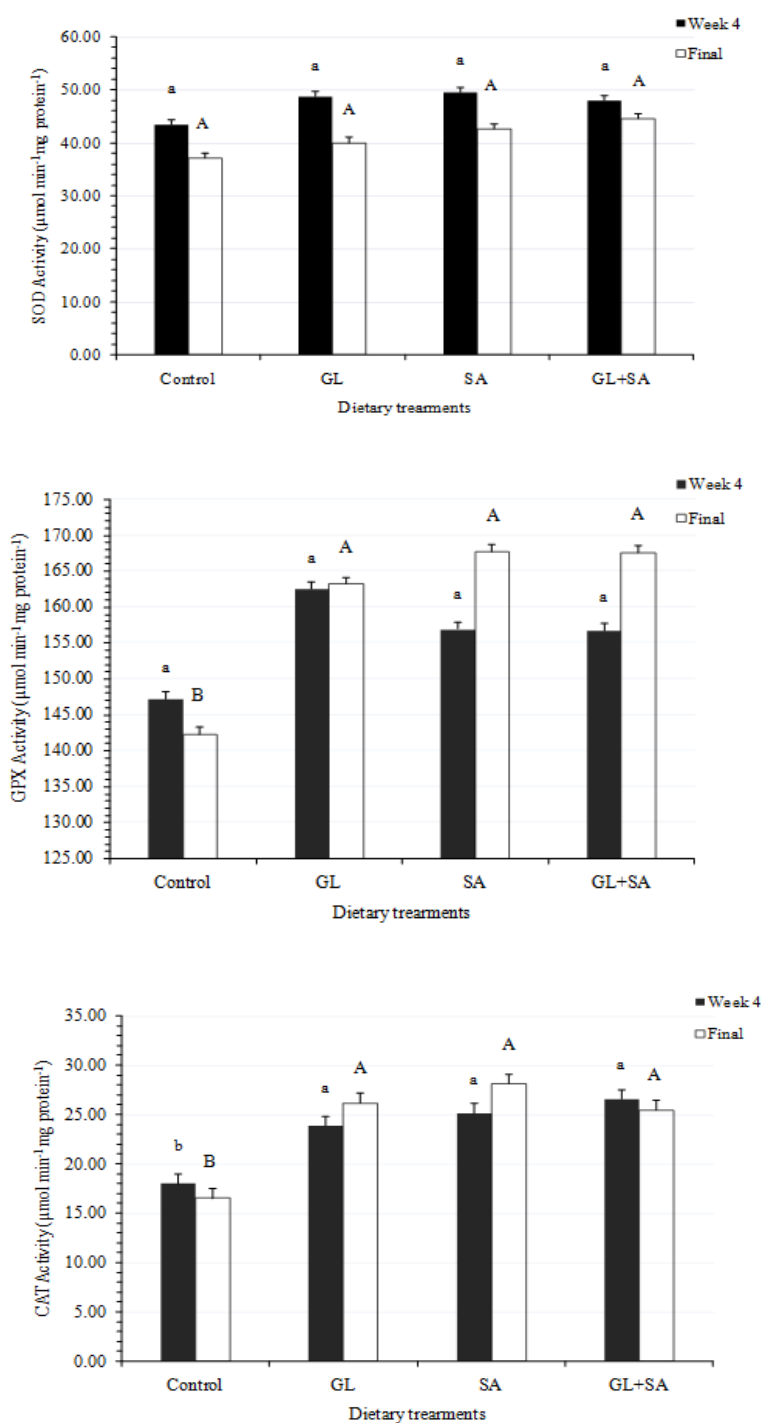 Week 4
Final
60.00
50.00
40.00
30.00
20.00
10.00
0.00
SOD Activity (µmol min-1mg protein-1)
a
A
a
A
a
A
a
A
Control GL SA GL+SA
Dietary trearments
Week 4
Final
175.00
170.00
165.00
160.00
155.00
150.00
145.00
140.00
135.00
130.00
125.00
GPX Activity (µmol min-1mg protein-1)
a
B
a
A
a
A
a
A
Control GL SA GL+SA
Dietary trearments
Week 4
Final
35.00
30.00
25.00
20.00
15.00
10.00
5.00
0.00
CAT Activity (µmol min-1mg protein-1)
b
B
a
A
a
A
a
A
Control GL SA GL+SA
Dietary trearments